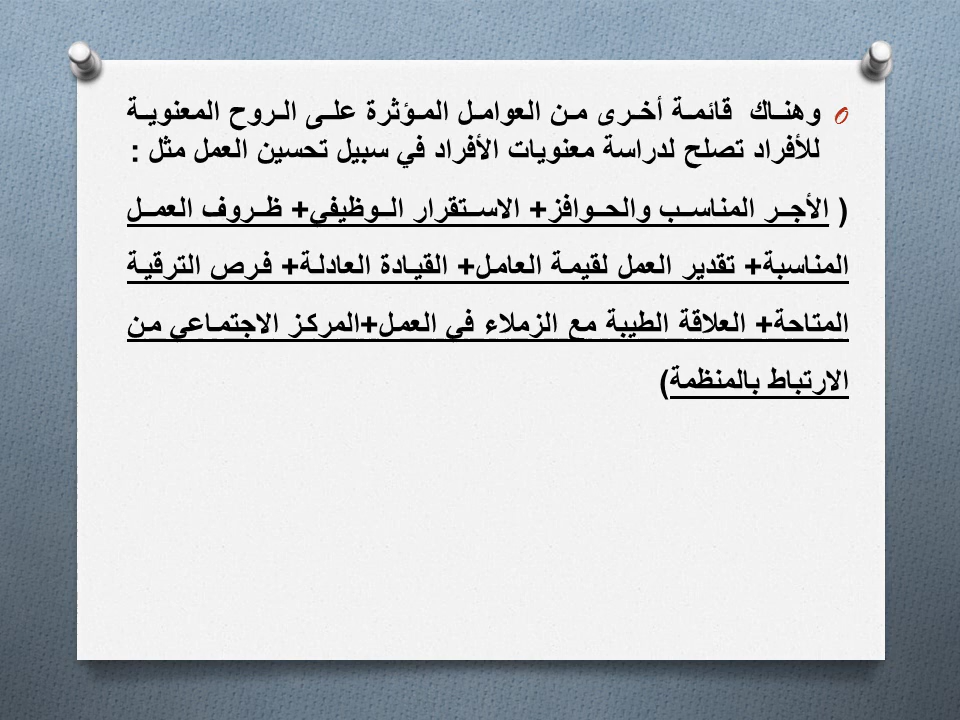 وهناك قائمة أخرى من العوامل المؤثرة على الروح المعنوية
للأفراد تصلح لدراسة معنويات الأفراد في سبيل تحسين العمل مثل :
( الأجر المناسب والحوافز+ الاستقرار الوظيفي+ ظروف العمل
المناسبة+ تقدير العمل لقيمة العامل+ القيادة العادلة+ فرص الترقية
المتاحة+ العلاقة الطيبة مع الزملاء في العمل+المركز الاجتماعي من
الارتباط بالمنظمة)